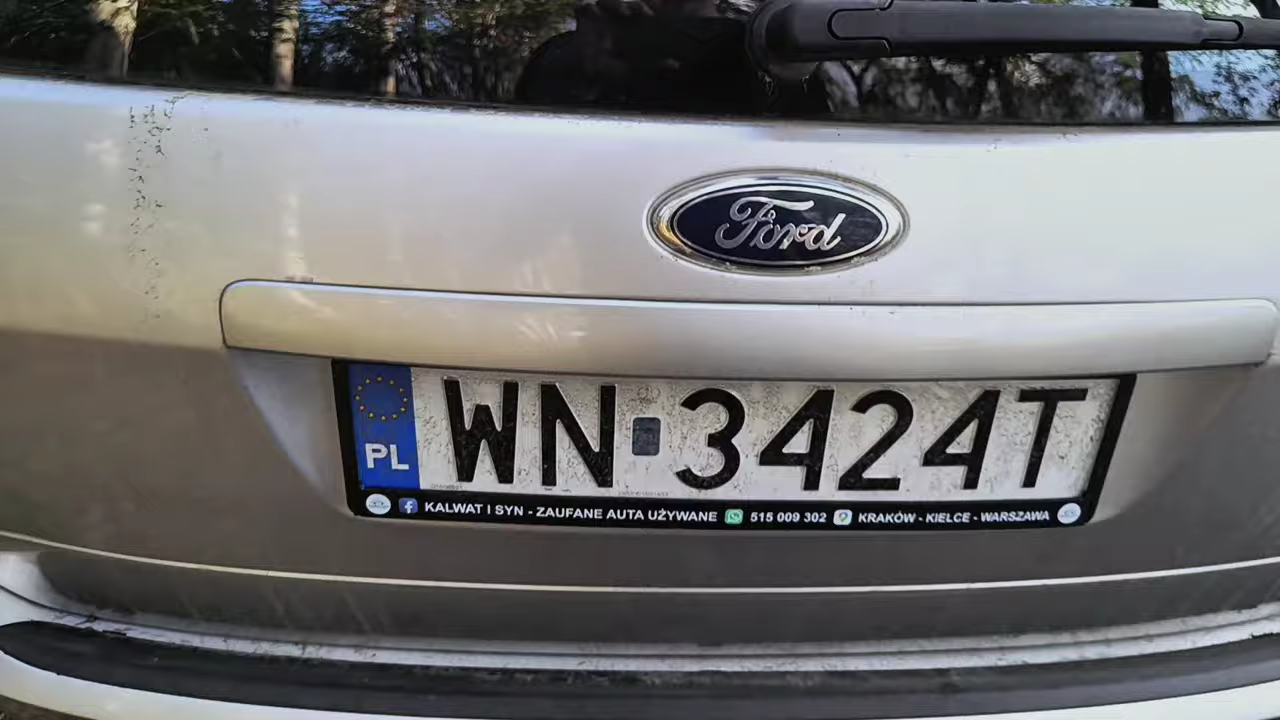 Ford
WN 3424T
PL
KALWAT I SYN - ZAUFANE AUTA UŻYWANE 515 009 302 KRAKÓW - KIELCE - WARSZAWA